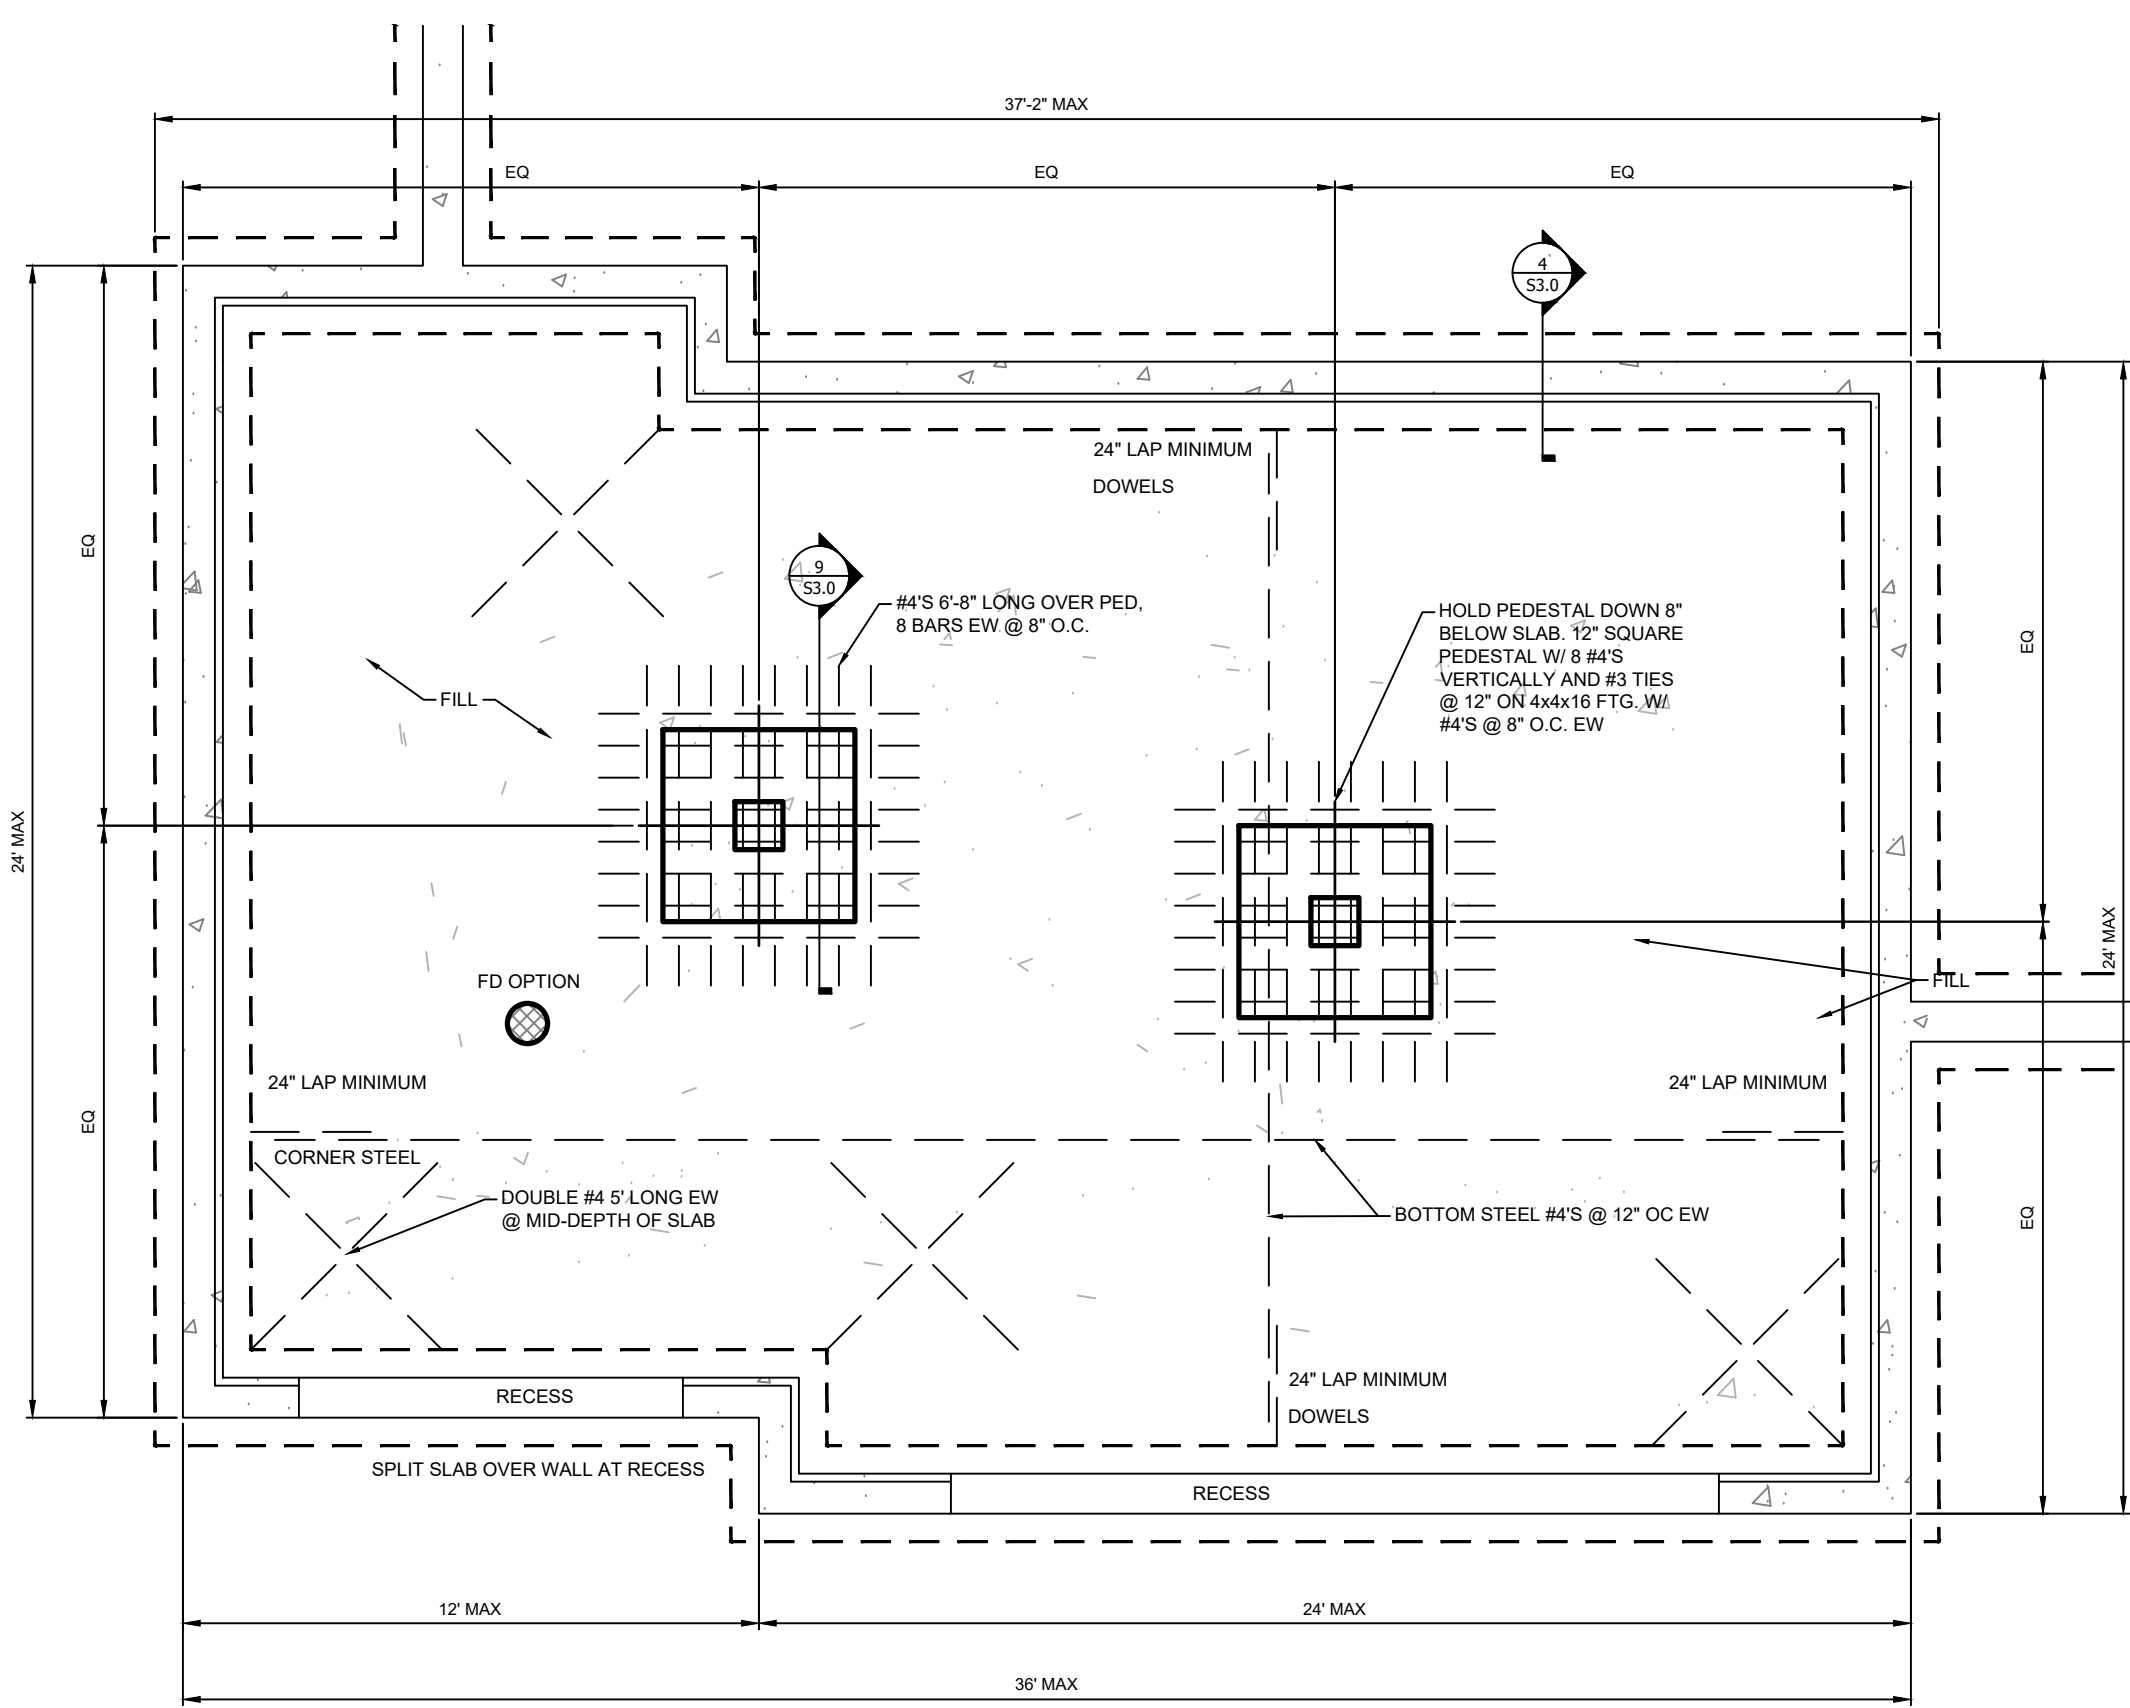 37'-2" MAX
EQ
EQ
EQ
4
S3.0
24" LAP MINIMUM
DOWELS
9
S3.0
#4'S 6'-8" LONG OVER PED,
8 BARS EW @ 8" O.C.
HOLD PEDESTAL DOWN 8"
BELOW SLAB. 12" SQUARE
PEDESTAL W/ 8 #4'S
VERTICALLY AND #3 TIES
@ 12" ON 4x4x16 FTG. W/
#4'S @ 8" O.C. EW
EQ
EQ
FILL
24' MAX
24' MAX
FD OPTION
FILL
24" LAP MINIMUM
24" LAP MINIMUM
EQ
CORNER STEEL
DOUBLE #4 5' LONG EW
@ MID-DEPTH OF SLAB
BOTTOM STEEL #4'S @ 12" OC EW
EQ
24" LAP MINIMUM
DOWELS
RECESS
SPLIT SLAB OVER WALL AT RECESS
RECESS
12' MAX
24' MAX
36' MAX